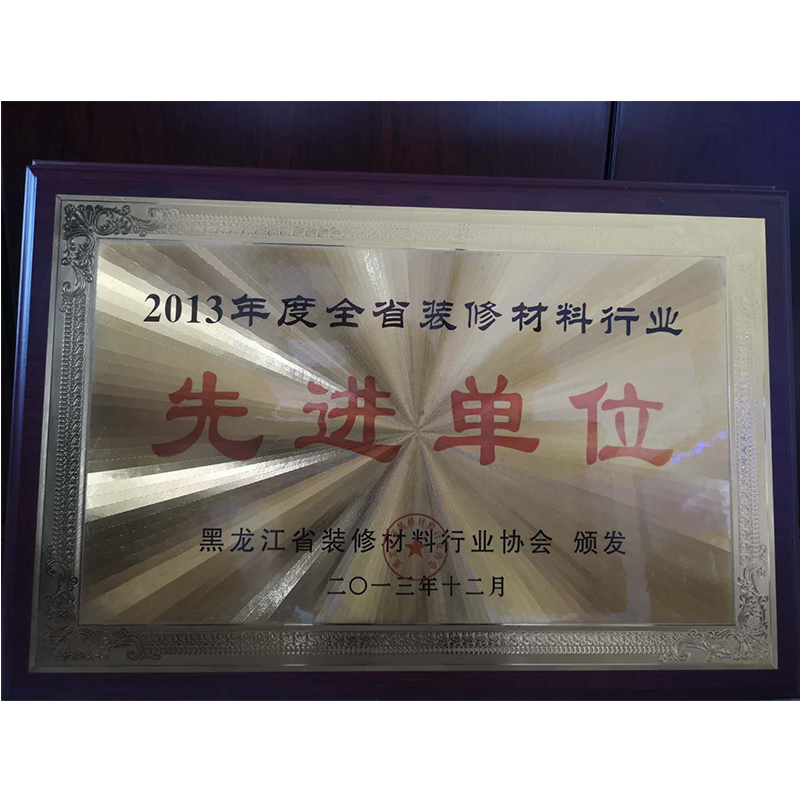 2013年度全省装修材料行业
先进单位
黑龙江省装修材料行业协会 颁发
二〇一三年十二月